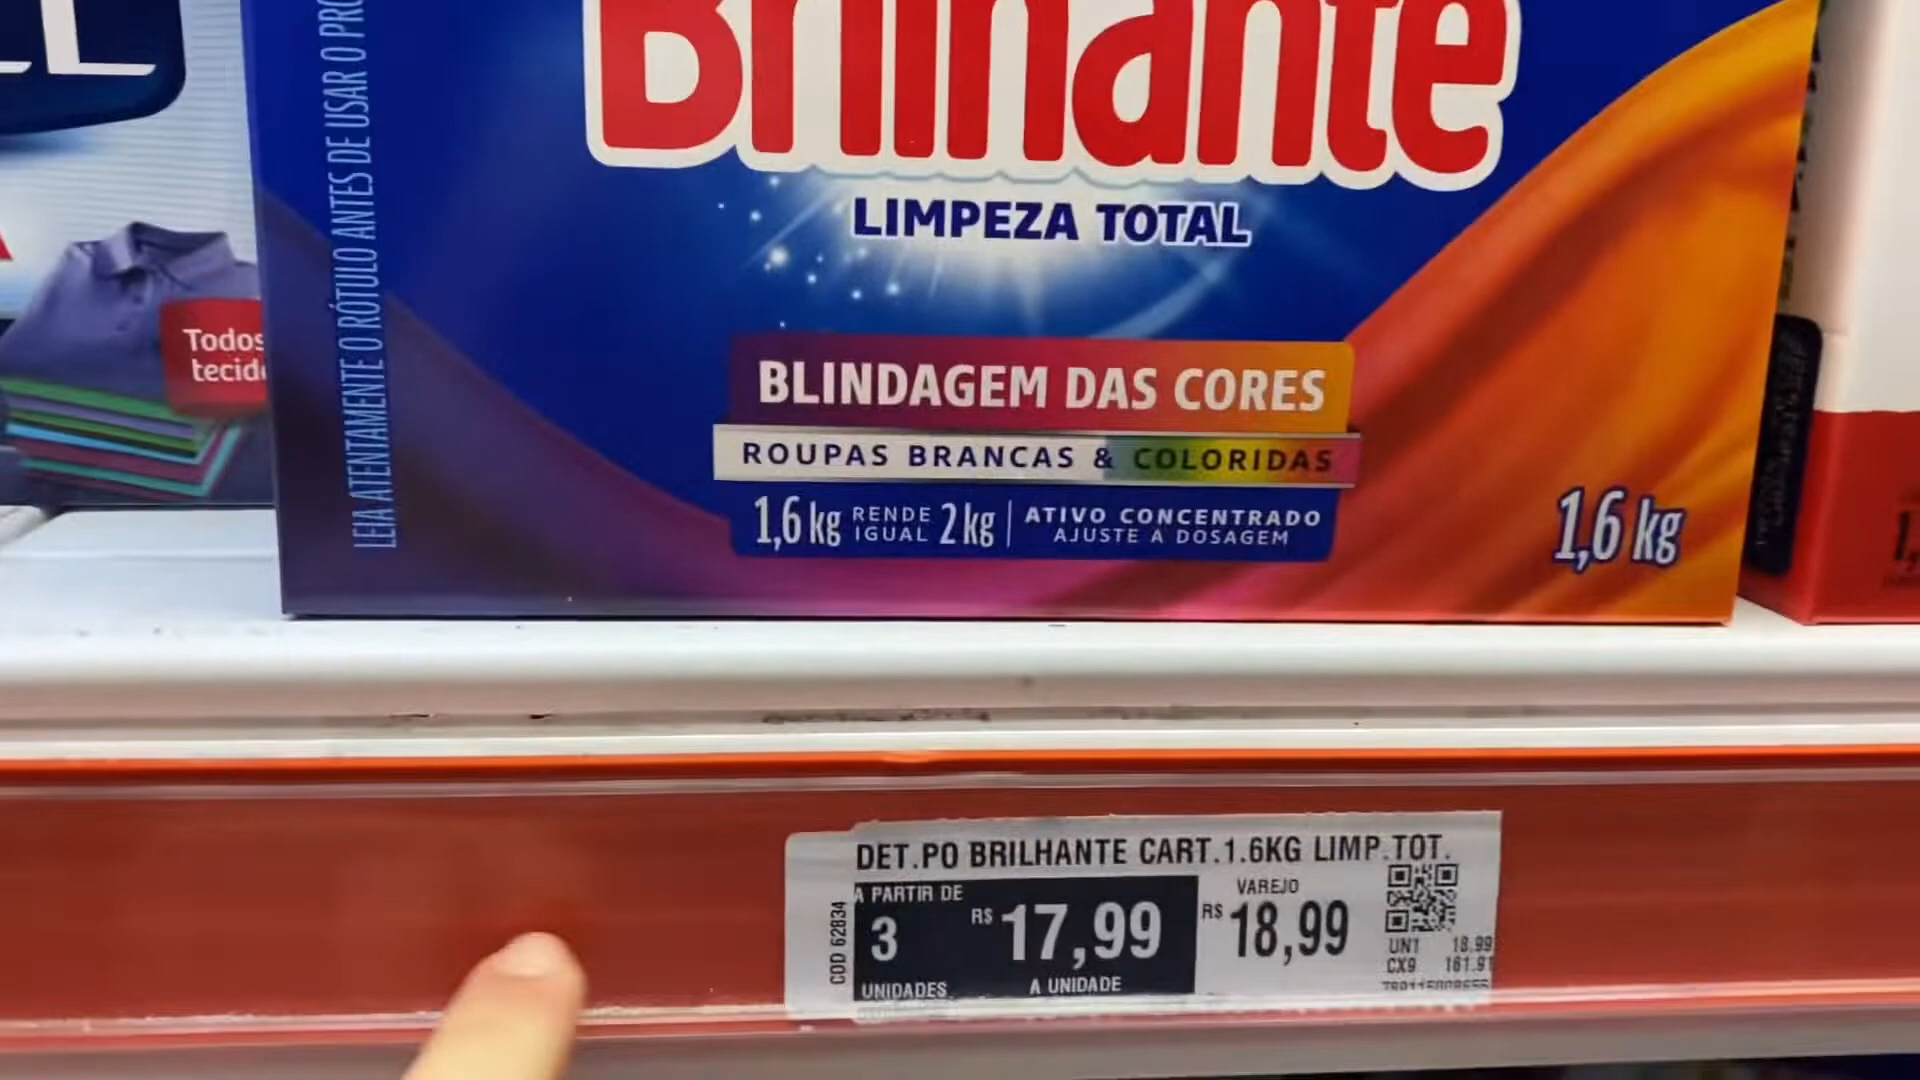 Brilhante
LIMPEZA TOTAL
LEIA ATENTAMENTE O RÓTULO ANTES DE USAR O
Todos
BLINDAGEM DAS CORES
ROUPAS BRANCAS & COLORIDAS
1,6 kg RENDE IGUAL 2 kg | ATIVO CONCENTRADO
AJUSTE A DOSAGEM
1,6 kg
DET.PO BRILHANTE CART.1.6KG LIMP.TOT.
A PARTIR DE
3
UNIDADES
R$ 17,99
A UNIDADE
VAREJO
R$ 18,99
COD 62834
UN1 18.99
CX9 161.91